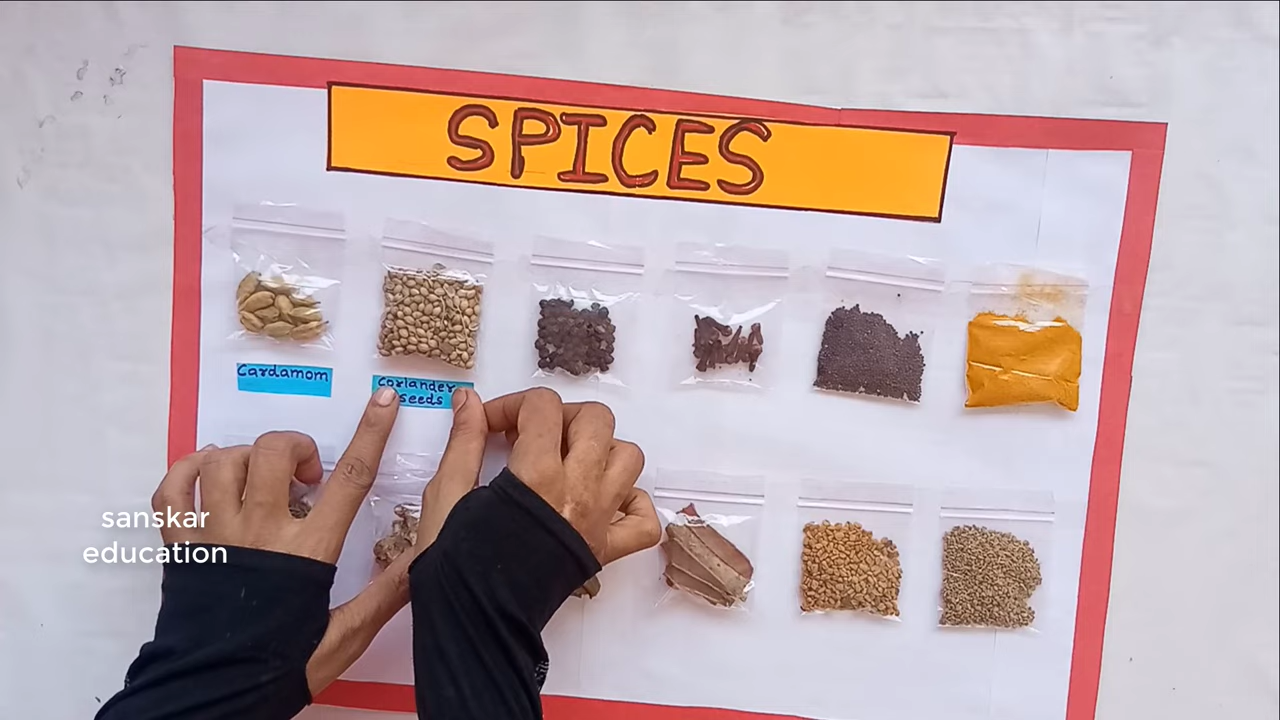 SPICES
Cardamom
Coriander
seeds
sanskar
education